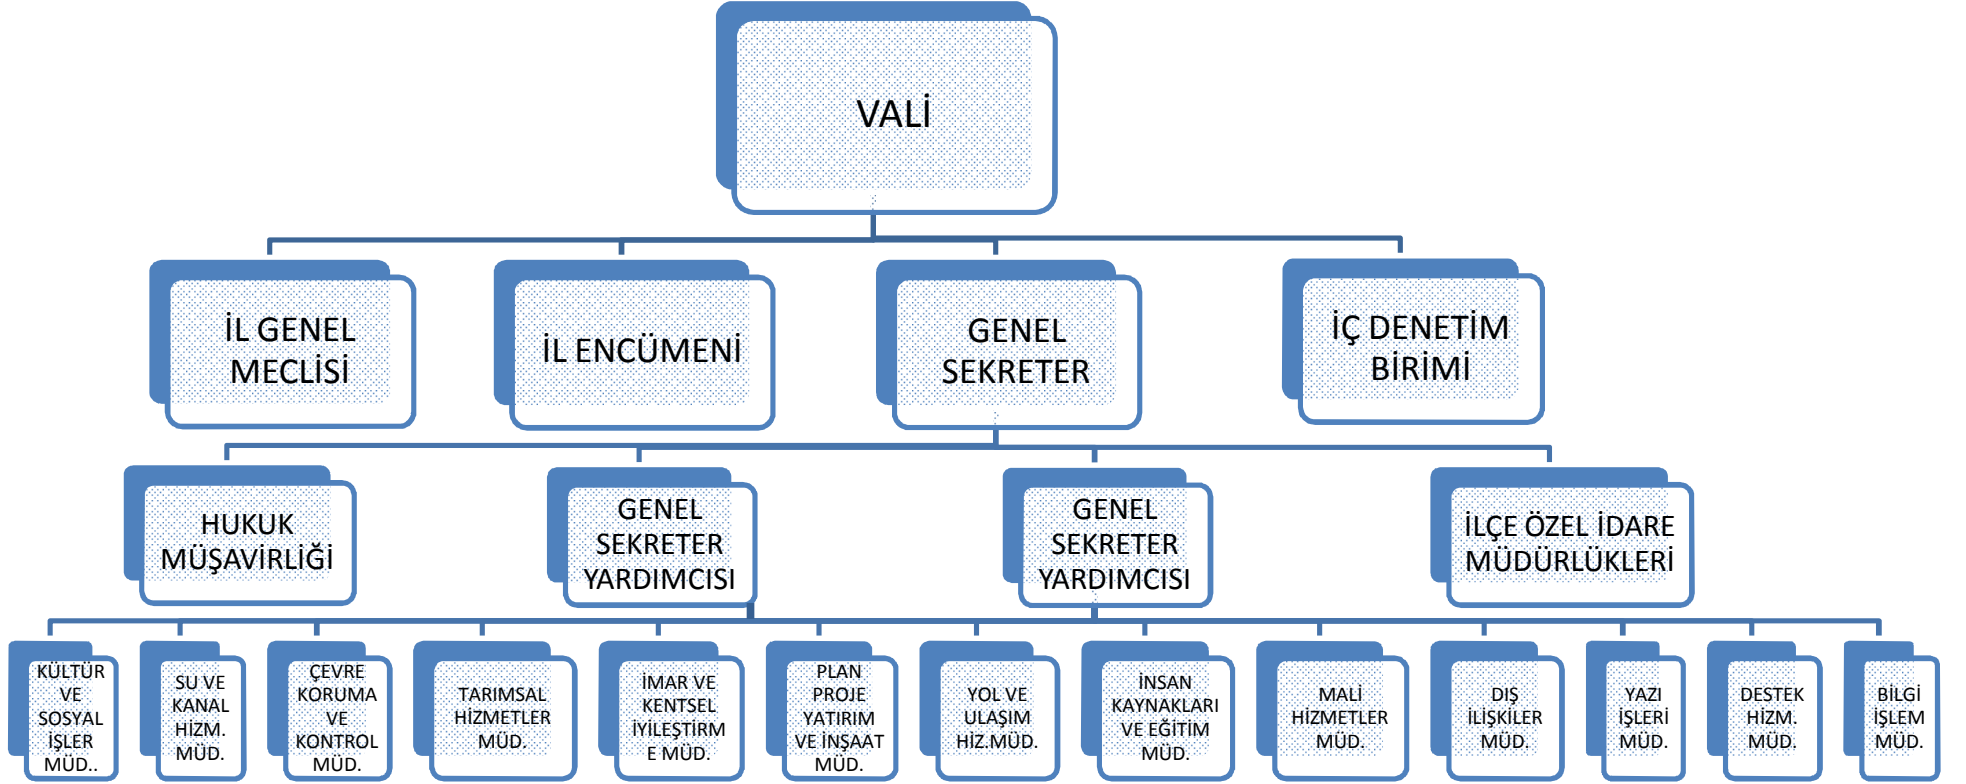 VALİ
İL GENEL
MECLİSİ
İL ENCÜMENİ
GENEL
SEKRETER
İÇ DENETİM
BİRİMİ
HUKUK
MÜŞAVİRLİĞİ
GENEL
SEKRETER
YARDIMCISI
GENEL
SEKRETER
YARDIMCISI
İLÇE ÖZEL İDARE
MÜDÜRLÜKLERİ
KÜLTÜR
VE
SOSYAL
İŞLER
MÜD..
SU VE
KANAL
HİZM.
MÜD.
ÇEVRE
KORUMA
VE
KONTROL
MÜD.
TARIMSAL
HİZMETLER
MÜD.
İMAR VE
KENTSEL
İYİLEŞTİRM
E MÜD.
PLAN
PROJE
YATIRIM
VE İNŞAAT
MÜD.
YOL VE
ULAŞIM
HİZ.MÜD.
İNSAN
KAYNAKLARI
VE EĞİTİM
MÜD.
MALİ
HİZMETLER
MÜD.
DIŞ
İLİŞKİLER
MÜD.
YAZI
İŞLERİ
MÜD.
DESTEK
HİZM.
MÜD.
BİLGİ
İŞLEM
MÜD.